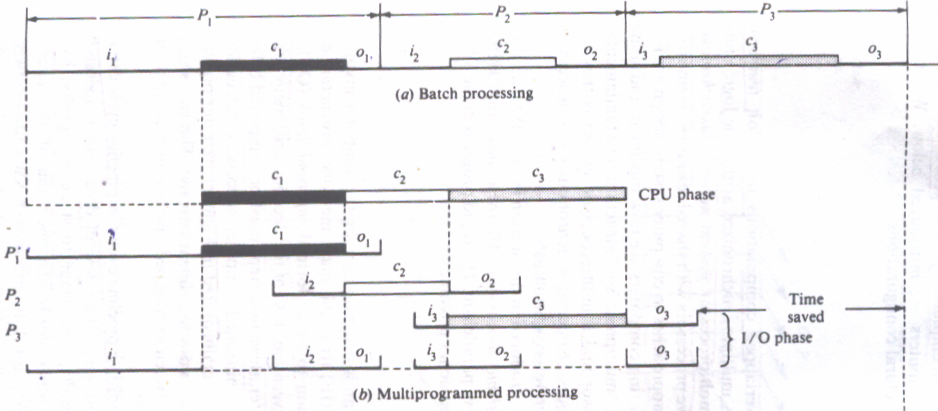 P₁ P₂ P₃
i₁ c₁ o₁ i₂ c₂ o₂ i₃ c₃ o₃
(a) Batch processing
c₁ c₂ c₃
CPU phase
P₁ i₁ c₁ o₁
P₂ i₂ c₂ o₂
P₃ i₃ c₃ o₃
Time
saved
I/O phase
i₁ i₂ o₁ i₃ o₂ o₃
(b) Multiprogrammed processing